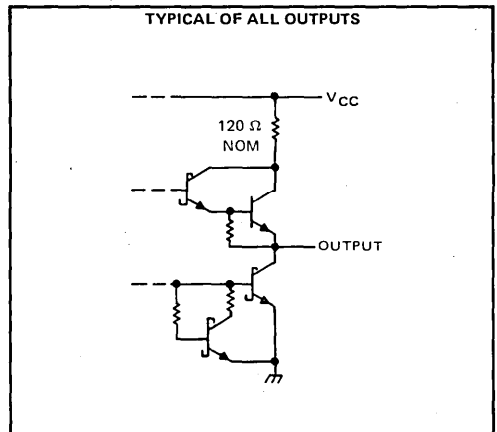 TYPICAL OF ALL OUTPUTS
VCC
120 Ω
NOM
OUTPUT